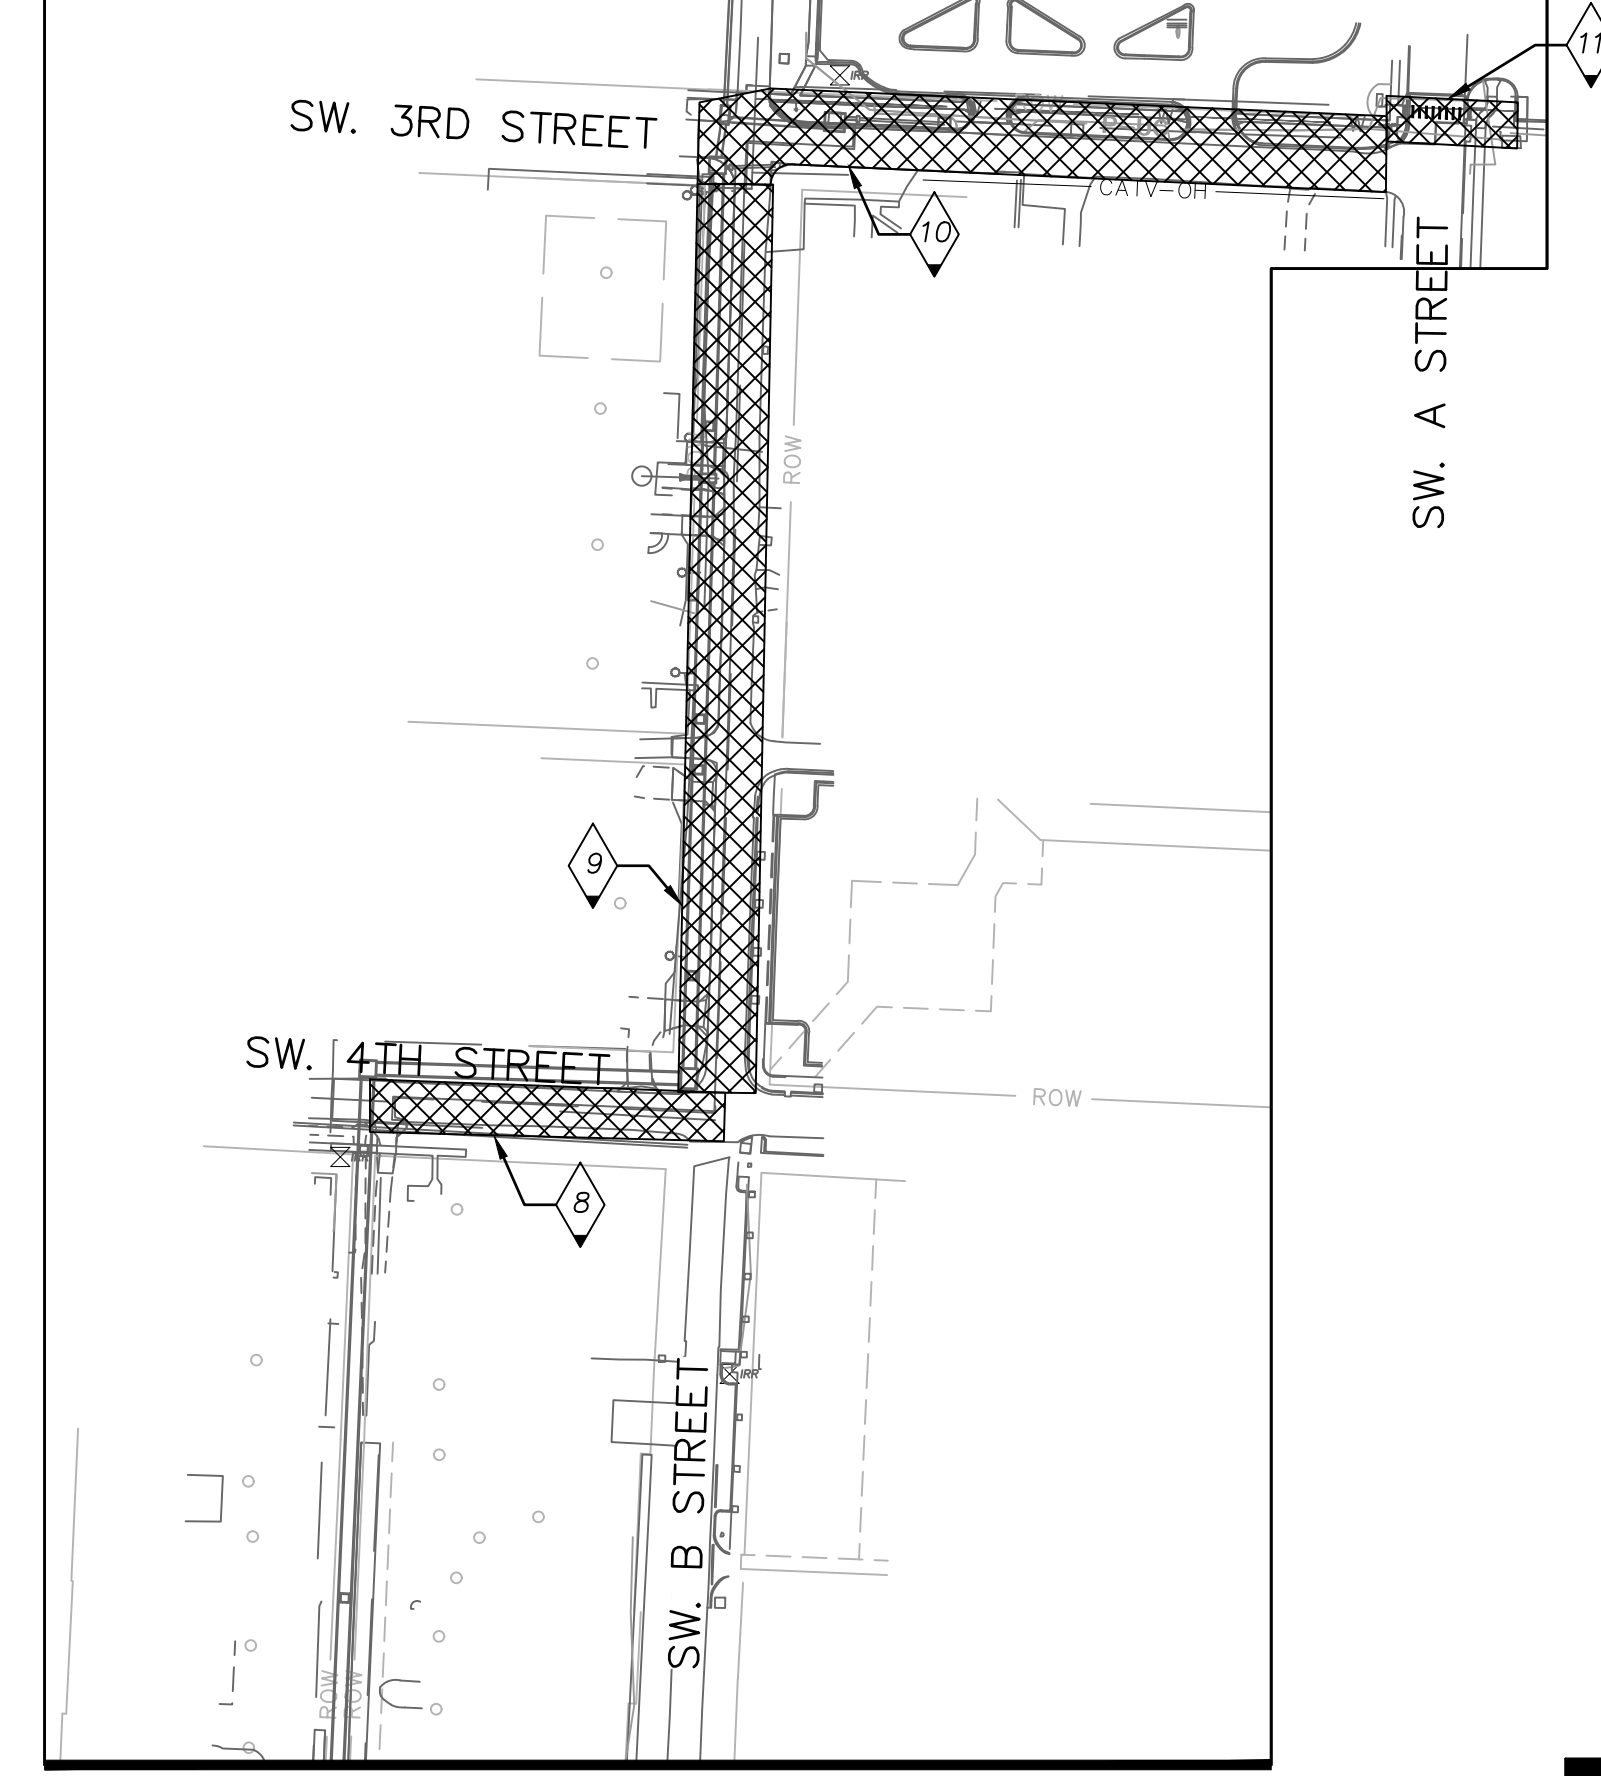 11
IRR
SW. 3RD STREET
CATV-OH
10
SW. A STREET
ROW
9
SW. 4TH STREET
ROW
8
IRR
IRR
SW. B STREET
ROW
ROW